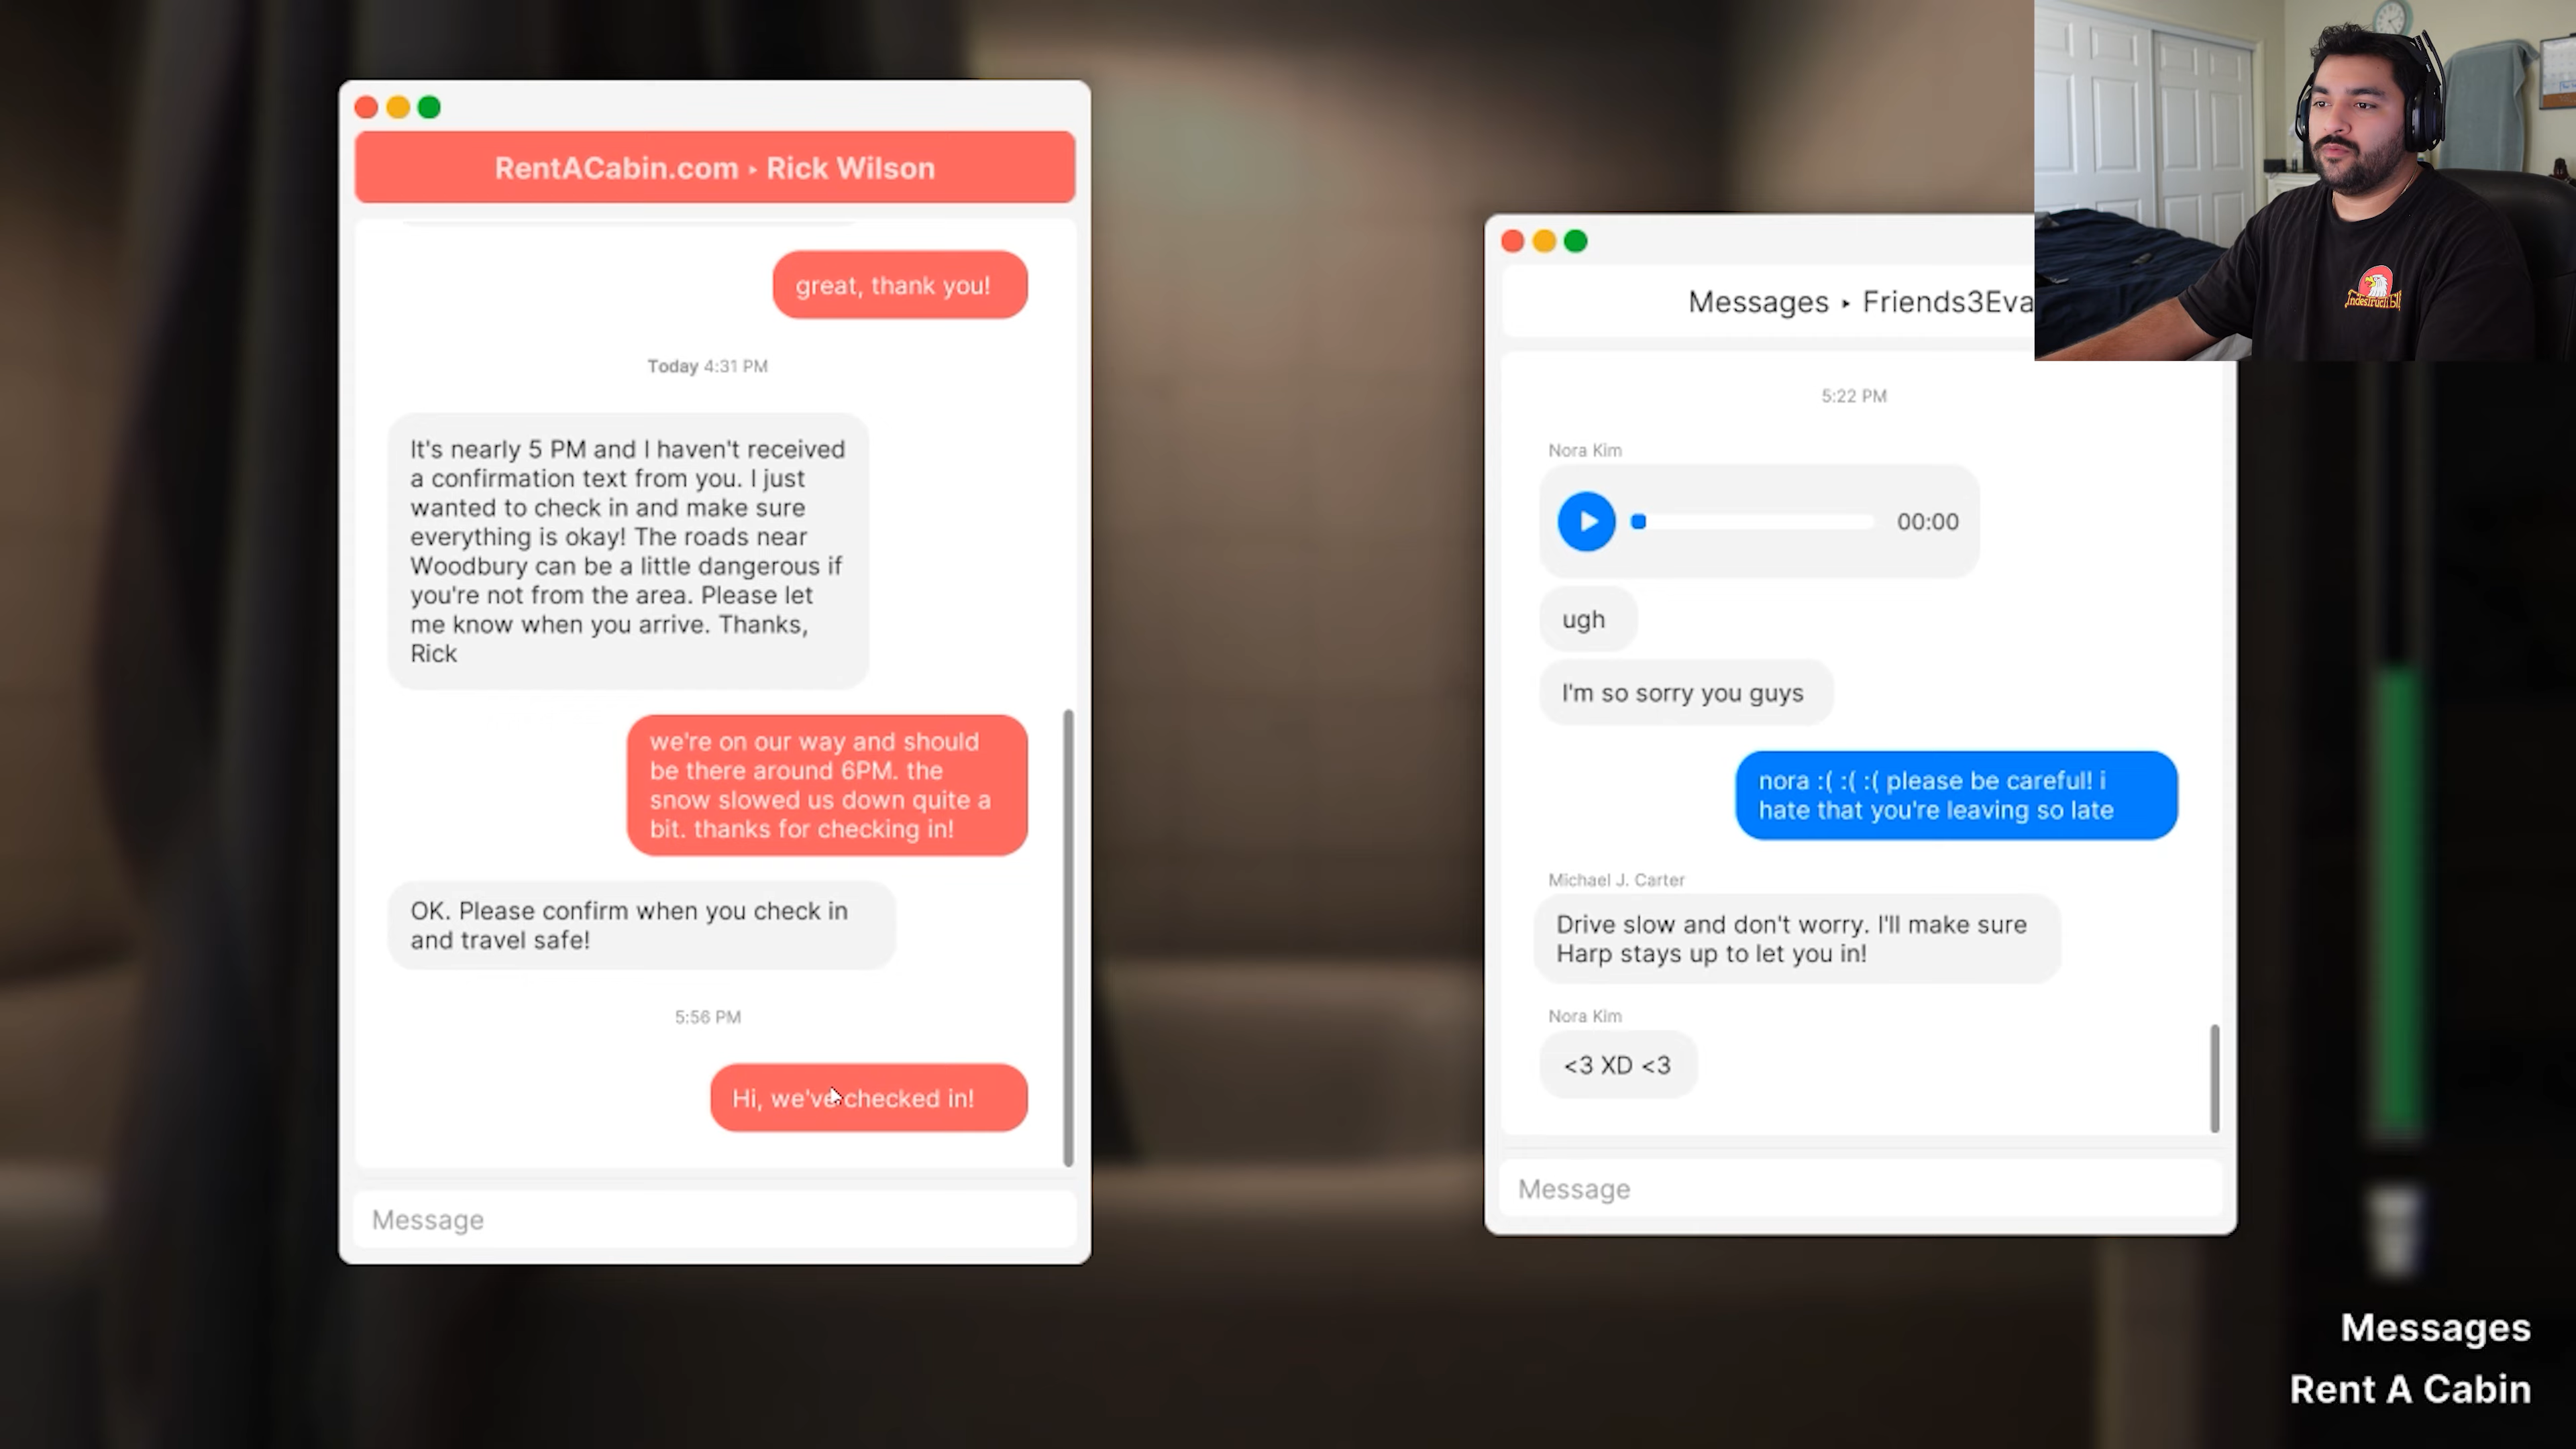 RentACabin.com ▸ Rick Wilson
great, thank you!
Today 4:31 PM
It's nearly 5 PM and I haven't received
a confirmation text from you. I just
wanted to check in and make sure
everything is okay! The roads near
Woodbury can be a little dangerous if
you're not from the area. Please let
me know when you arrive. Thanks,
Rick
we're on our way and should
be there around 6PM. the
snow slowed us down quite a
bit. thanks for checking in!
OK. Please confirm when you check in
and travel safe!
5:56 PM
Hi, we've checked in!
Message
Messages ▸ Friends3Eva
5:22 PM
Nora Kim
00:00
ugh
I'm so sorry you guys
nora :( :( :( please be careful! i
hate that you're leaving so late
Michael J. Carter
Drive slow and don't worry. I'll make sure
Harp stays up to let you in!
Nora Kim
<3 XD <3
Message
Messages
Rent A Cabin